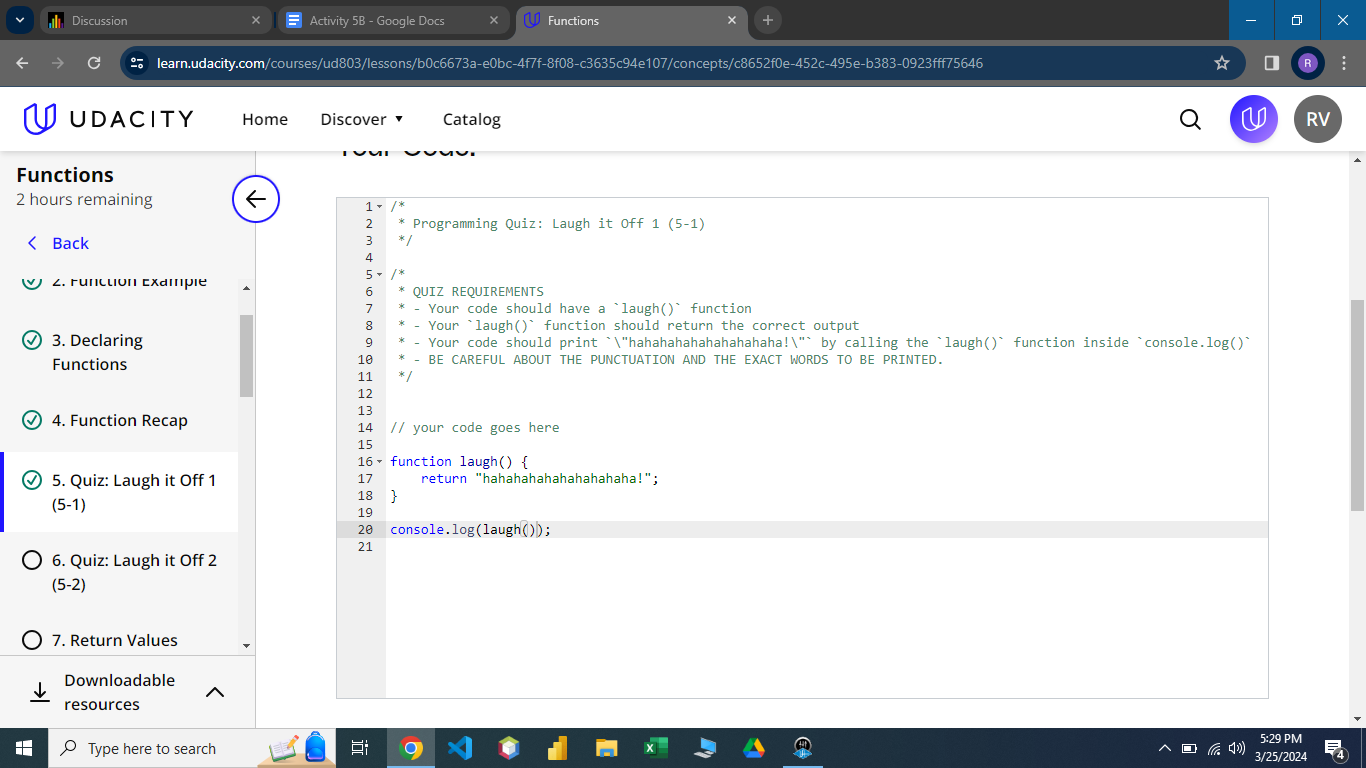 Discussion
Activity 5B - Google Docs
Functions
learn.udacity.com/courses/ud803/lessons/b0c6673a-e0bc-4f7f-8f08-c3635c94e107/concepts/c8652f0e-452c-495e-b383-0923fff75646
R
UDACITY
Home
Discover
Catalog
RV
Functions
2 hours remaining
Back
2. Function Example
3. Declaring
Functions
4. Function Recap
5. Quiz: Laugh it Off 1
(5-1)
6. Quiz: Laugh it Off 2
(5-2)
7. Return Values
Downloadable
resources
Your Code:
1 /*
2 * Programming Quiz: Laugh it Off 1 (5-1)
3 */
4
5 /*
6 * QUIZ REQUIREMENTS
7 * - Your code should have a `laugh()` function
8 * - Your `laugh()` function should return the correct output
9 * - Your code should print `\"hahahahahahahahahaha!\"` by calling the `laugh()` function inside `console.log()`
10 * - BE CAREFUL ABOUT THE PUNCTUATION AND THE EXACT WORDS TO BE PRINTED.
11 */
12
13
14 // your code goes here
15
16 function laugh() {
17 return "hahahahahahahahahaha!";
18 }
19
20 console.log(laugh());
21
Type here to search
5:29 PM
3/25/2024
4